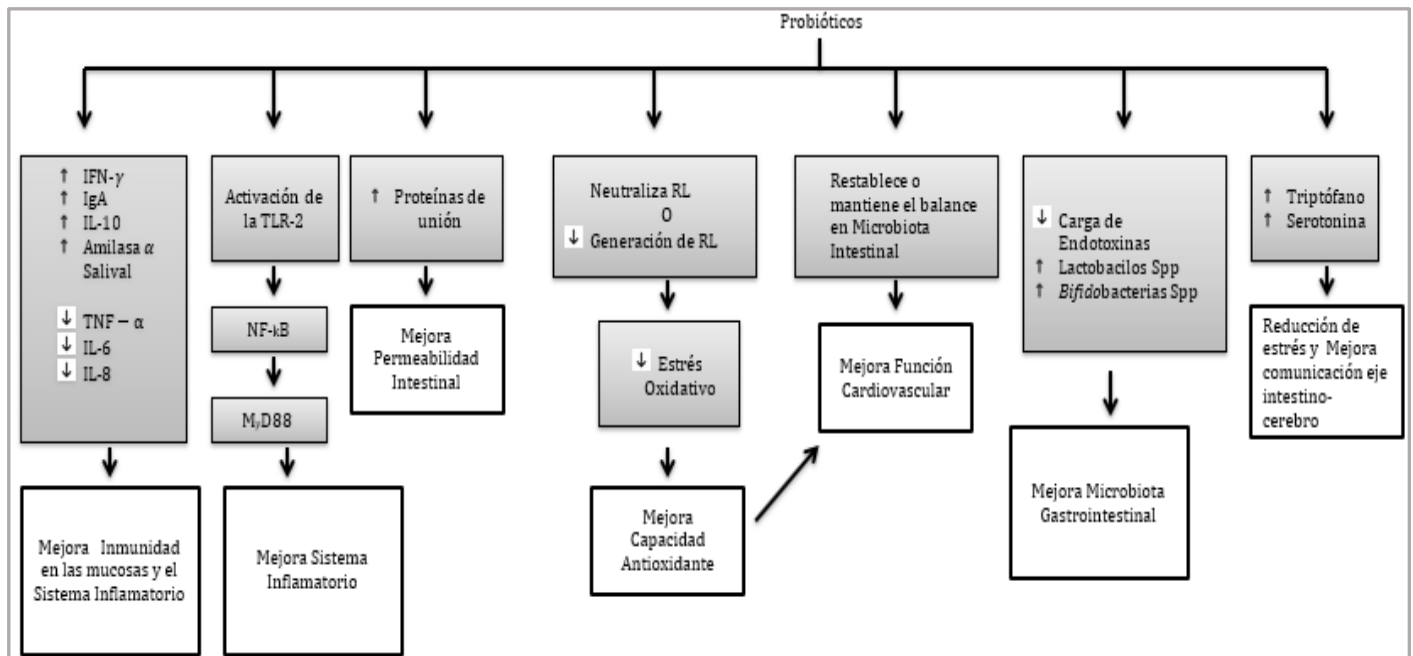 Probióticos
↑ IFN-γ
↑ IgA
↑ IL-10
↑ Amilasa α
Salival
↓ TNF − α
↓ IL-6
↓ IL-8
Mejora Inmunidad
en las mucosas y el
Sistema Inflamatorio
Activación de
la TLR-2
NF-κB
MyD88
Mejora Sistema
Inflamatorio
↑ Proteínas de
unión
Mejora
Permeabilidad
Intestinal
Neutraliza RL
O
↓ Generación de RL
↓ Estrés
Oxidativo
Mejora
Capacidad
Antioxidante
Restablece o
mantiene el balance
en Microbiota
Intestinal
Mejora Función
Cardiovascular
↓ Carga de
Endotoxinas
↑ Lactobacilos Spp
↑ Bifidobacterias Spp
Mejora Microbiota
Gastrointestinal
↑ Triptófano
↑ Serotonina
Reducción de
estrés y Mejora
comunicación eje
intestino-
cerebro